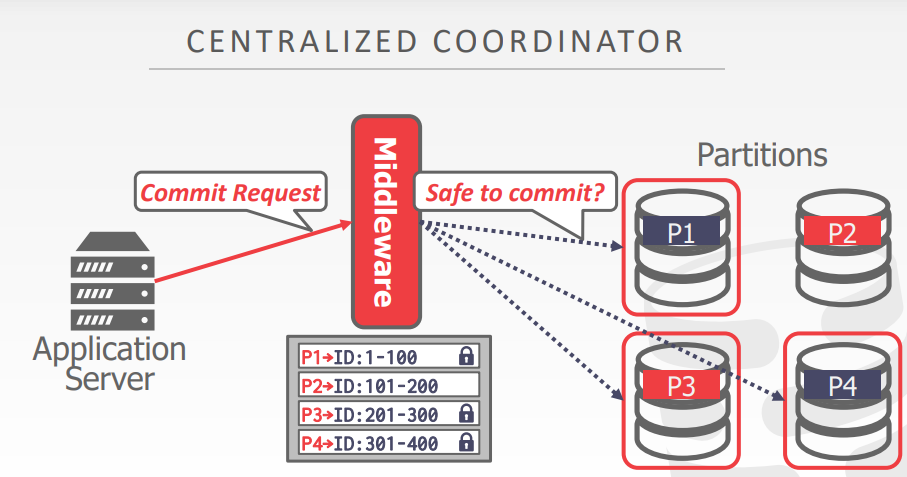 CENTRALIZED COORDINATOR
Partitions
Commit Request
Middleware
Safe to commit?
P1
P2
Application
Server
P1→ID:1-100
P2→ID:101-200
P3→ID:201-300
P4→ID:301-400
P3
P4